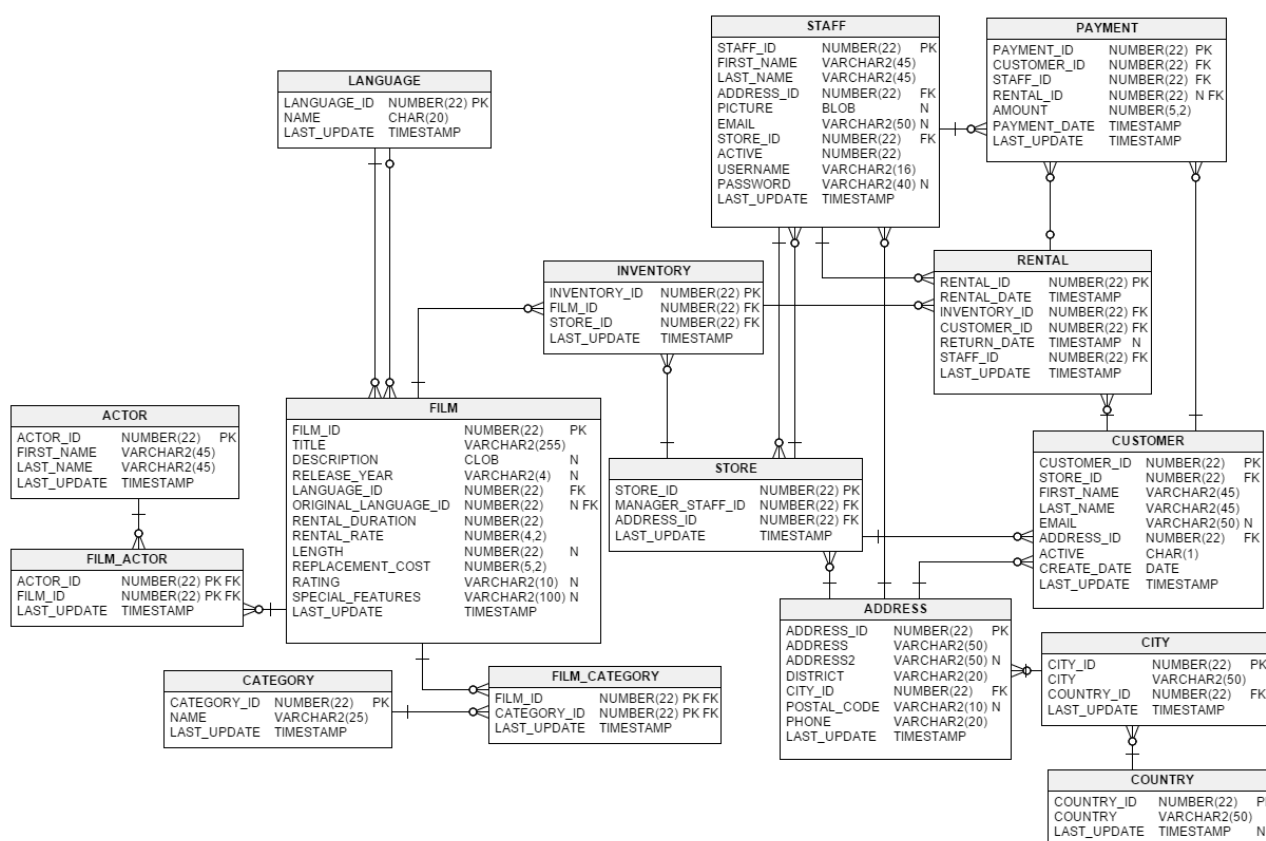 STAFF
STAFF_ID NUMBER(22) PK
FIRST_NAME VARCHAR2(45)
LAST_NAME VARCHAR2(45)
ADDRESS_ID NUMBER(22) FK
PICTURE BLOB N
EMAIL VARCHAR2(50) N
STORE_ID NUMBER(22) FK
ACTIVE NUMBER(22)
USERNAME VARCHAR2(16)
PASSWORD VARCHAR2(40) N
LAST_UPDATE TIMESTAMP
PAYMENT
PAYMENT_ID NUMBER(22) PK
CUSTOMER_ID NUMBER(22) FK
STAFF_ID NUMBER(22) FK
RENTAL_ID NUMBER(22) N FK
AMOUNT NUMBER(5,2)
PAYMENT_DATE TIMESTAMP
LAST_UPDATE TIMESTAMP
LANGUAGE
LANGUAGE_ID NUMBER(22) PK
NAME CHAR(20)
LAST_UPDATE TIMESTAMP
INVENTORY
INVENTORY_ID NUMBER(22) PK
FILM_ID NUMBER(22) FK
STORE_ID NUMBER(22) FK
LAST_UPDATE TIMESTAMP
RENTAL
RENTAL_ID NUMBER(22) PK
RENTAL_DATE TIMESTAMP
INVENTORY_ID NUMBER(22) FK
CUSTOMER_ID NUMBER(22) FK
RETURN_DATE TIMESTAMP N
STAFF_ID NUMBER(22) FK
LAST_UPDATE TIMESTAMP
ACTOR
ACTOR_ID NUMBER(22) PK
FIRST_NAME VARCHAR2(45)
LAST_NAME VARCHAR2(45)
LAST_UPDATE TIMESTAMP
FILM
FILM_ID NUMBER(22) PK
TITLE VARCHAR2(255)
DESCRIPTION CLOB N
RELEASE_YEAR VARCHAR2(4) N
LANGUAGE_ID NUMBER(22) FK
ORIGINAL_LANGUAGE_ID NUMBER(22) N FK
RENTAL_DURATION NUMBER(22)
RENTAL_RATE NUMBER(4,2)
LENGTH NUMBER(22) N
REPLACEMENT_COST NUMBER(5,2)
RATING VARCHAR2(10) N
SPECIAL_FEATURES VARCHAR2(100) N
LAST_UPDATE TIMESTAMP
STORE
STORE_ID NUMBER(22) PK
MANAGER_STAFF_ID NUMBER(22) FK
ADDRESS_ID NUMBER(22) FK
LAST_UPDATE TIMESTAMP
CUSTOMER
CUSTOMER_ID NUMBER(22) PK
STORE_ID NUMBER(22) FK
FIRST_NAME VARCHAR2(45)
LAST_NAME VARCHAR2(45)
EMAIL VARCHAR2(50) N
ADDRESS_ID NUMBER(22) FK
ACTIVE CHAR(1)
CREATE_DATE DATE
LAST_UPDATE TIMESTAMP
FILM_ACTOR
ACTOR_ID NUMBER(22) PK FK
FILM_ID NUMBER(22) PK FK
LAST_UPDATE TIMESTAMP
ADDRESS
ADDRESS_ID NUMBER(22) PK
ADDRESS VARCHAR2(50)
ADDRESS2 VARCHAR2(50) N
DISTRICT VARCHAR2(20)
CITY_ID NUMBER(22) FK
POSTAL_CODE VARCHAR2(10) N
PHONE VARCHAR2(20)
LAST_UPDATE TIMESTAMP
CITY
CITY_ID NUMBER(22) PK
CITY VARCHAR2(50)
COUNTRY_ID NUMBER(22) FK
LAST_UPDATE TIMESTAMP
CATEGORY
CATEGORY_ID NUMBER(22) PK
NAME VARCHAR2(25)
LAST_UPDATE TIMESTAMP
FILM_CATEGORY
FILM_ID NUMBER(22) PK FK
CATEGORY_ID NUMBER(22) PK FK
LAST_UPDATE TIMESTAMP
COUNTRY
COUNTRY_ID NUMBER(22)
COUNTRY VARCHAR2(50)
LAST_UPDATE TIMESTAMP N